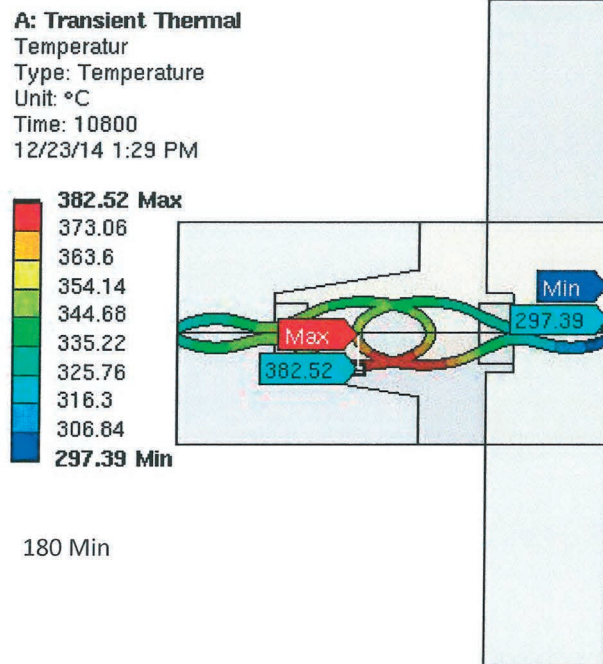 A: Transient Thermal
Temperatur
Type: Temperature
Unit: °C
Time: 10800
12/23/14 1:29 PM
382.52 Max
373.06
363.6
354.14
344.68
335.22
325.76
316.3
306.84
297.39 Min
Min
297.39
Max
382.52
180 Min